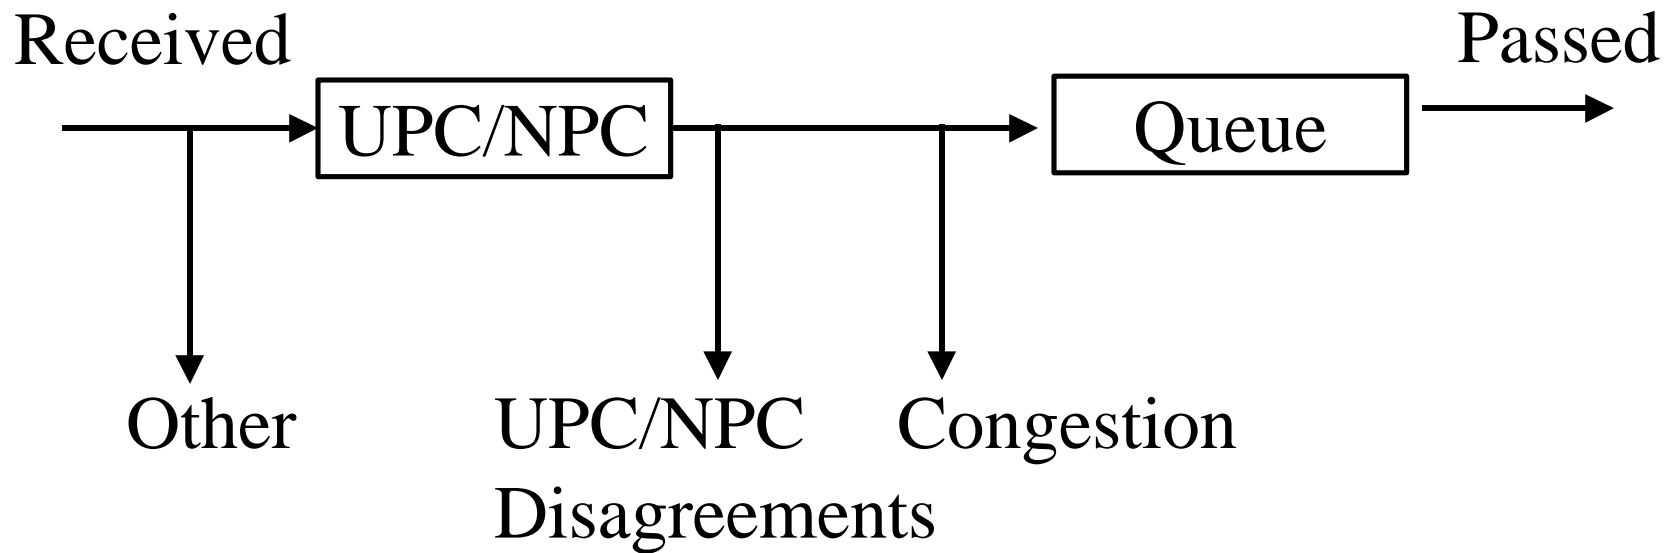 Received
Passed
UPC/NPC
Queue
Other
UPC/NPC
Disagreements
Congestion